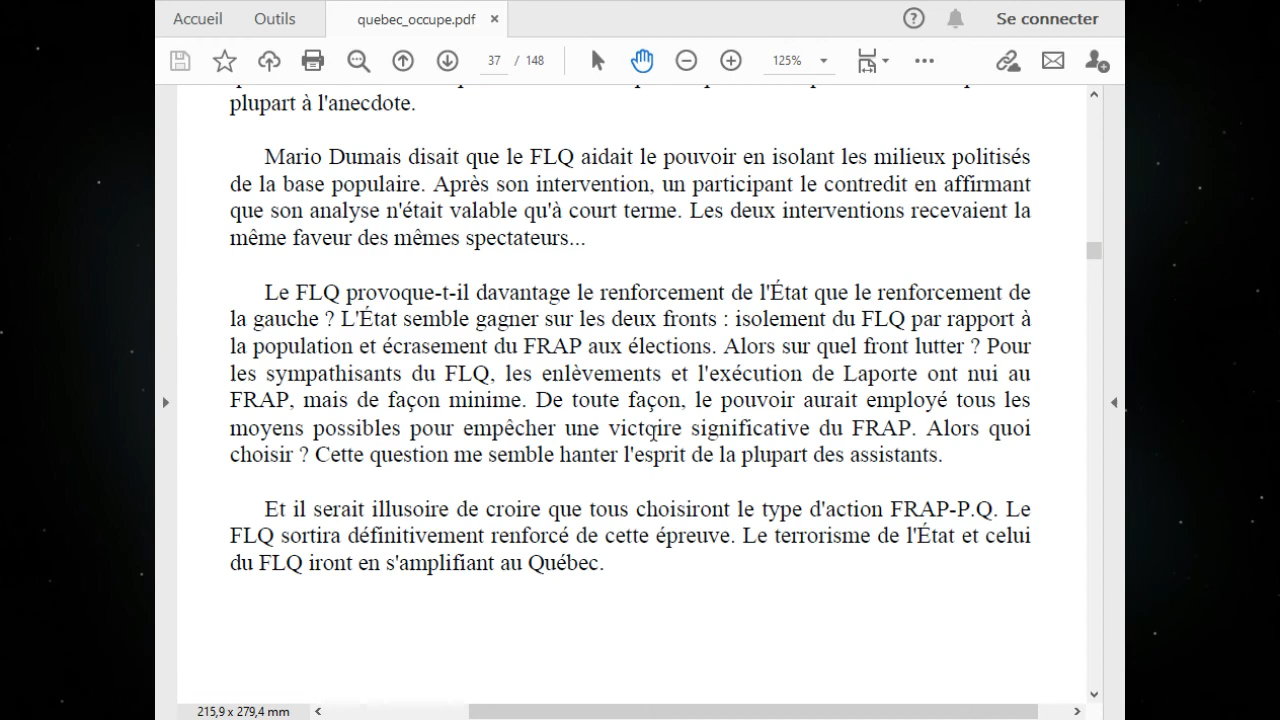 Accueil Outils quebec_occupe.pdf × ? Se connecter
37 / 148 125%
plupart à l'anecdote.
Mario Dumais disait que le FLQ aidait le pouvoir en isolant les milieux politisés
de la base populaire. Après son intervention, un participant le contredit en affirmant
que son analyse n'était valable qu'à court terme. Les deux interventions recevaient la
même faveur des mêmes spectateurs...
Le FLQ provoque-t-il davantage le renforcement de l'État que le renforcement de
la gauche ? L'État semble gagner sur les deux fronts : isolement du FLQ par rapport à
la population et écrasement du FRAP aux élections. Alors sur quel front lutter ? Pour
les sympathisants du FLQ, les enlèvements et l'exécution de Laporte ont nui au
FRAP, mais de façon minime. De toute façon, le pouvoir aurait employé tous les
moyens possibles pour empêcher une victoire significative du FRAP. Alors quoi
choisir ? Cette question me semble hanter l'esprit de la plupart des assistants.
Et il serait illusoire de croire que tous choisiront le type d'action FRAP-P.Q. Le
FLQ sortira définitivement renforcé de cette épreuve. Le terrorisme de l'État et celui
du FLQ iront en s'amplifiant au Québec.
215,9 x 279,4 mm